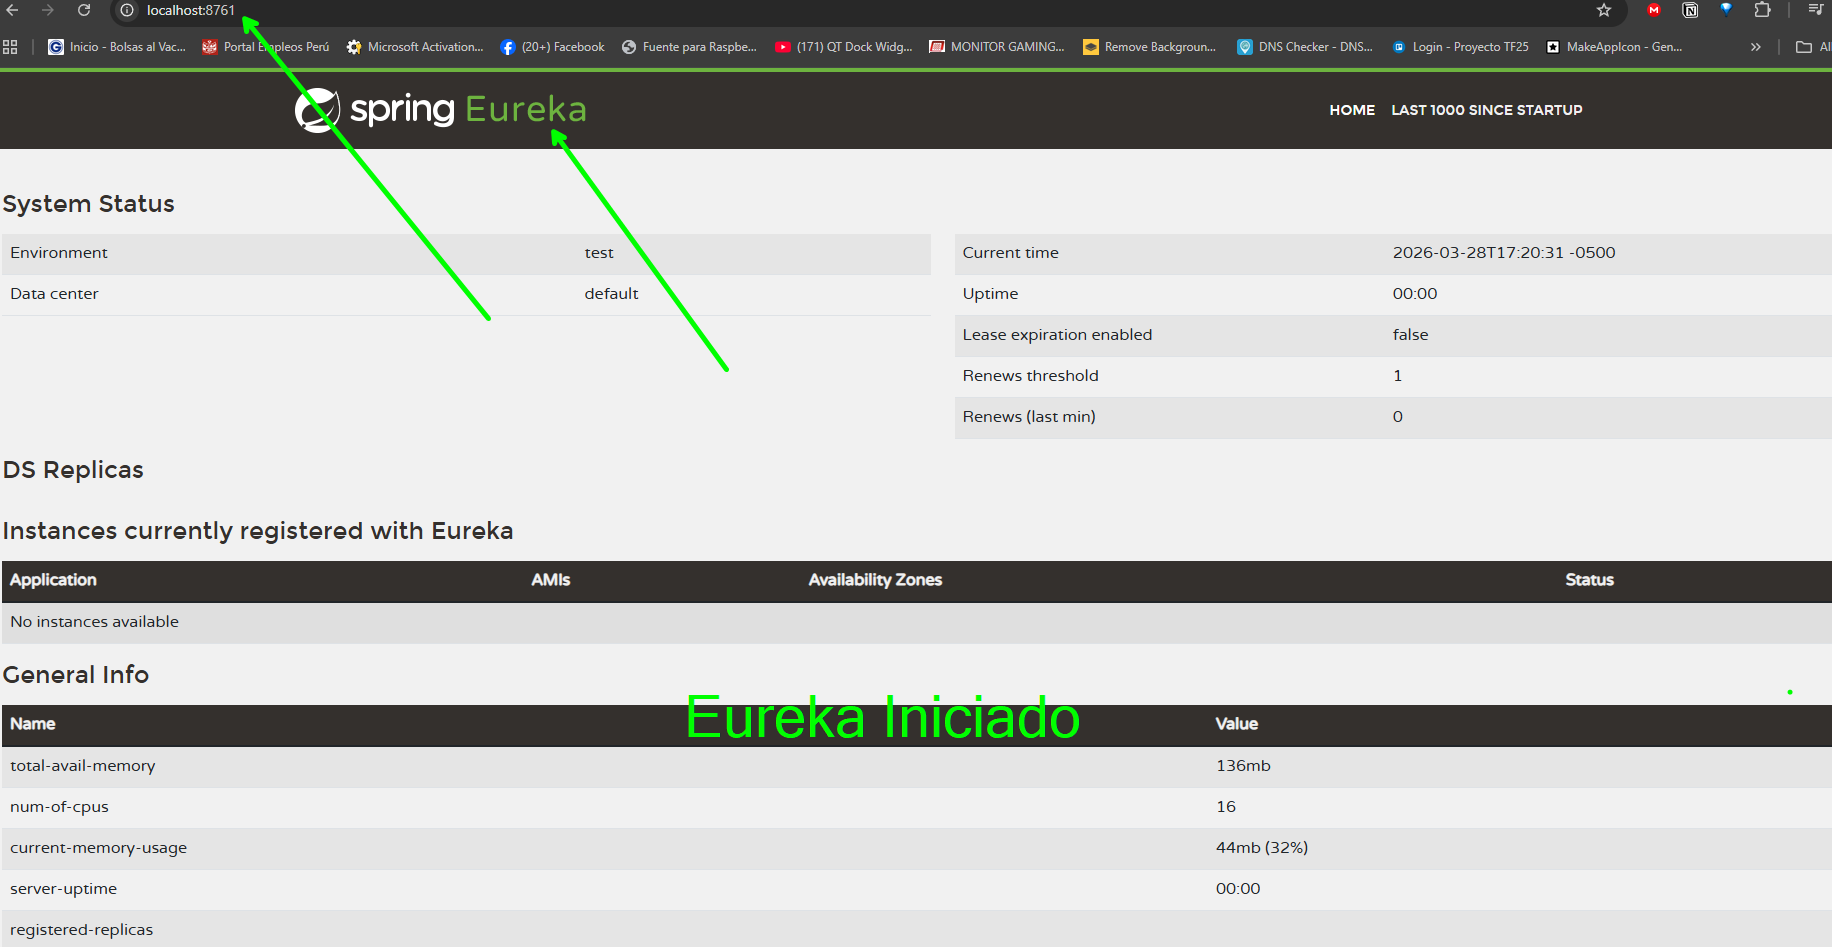 localhost:8761
Inicio - Bolsas al Vac...
Portal Empleos Perú
Microsoft Activation...
(20+) Facebook
Fuente para Raspbe...
(171) QT Dock Widg...
MONITOR GAMING...
Remove Backgroun...
DNS Checker - DNS...
Login - Proyecto TF25
MakeAppIcon - Gen...
spring Eureka
HOME LAST 1000 SINCE STARTUP
System Status
Environment test
Data center default
Current time 2026-03-28T17:20:31 -0500
Uptime 00:00
Lease expiration enabled false
Renews threshold 1
Renews (last min) 0
DS Replicas
Instances currently registered with Eureka
Application AMIs Availability Zones Status
No instances available
General Info
Eureka Iniciado
Name Value
total-avail-memory 136mb
num-of-cpus 16
current-memory-usage 44mb (32%)
server-uptime 00:00
registered-replicas